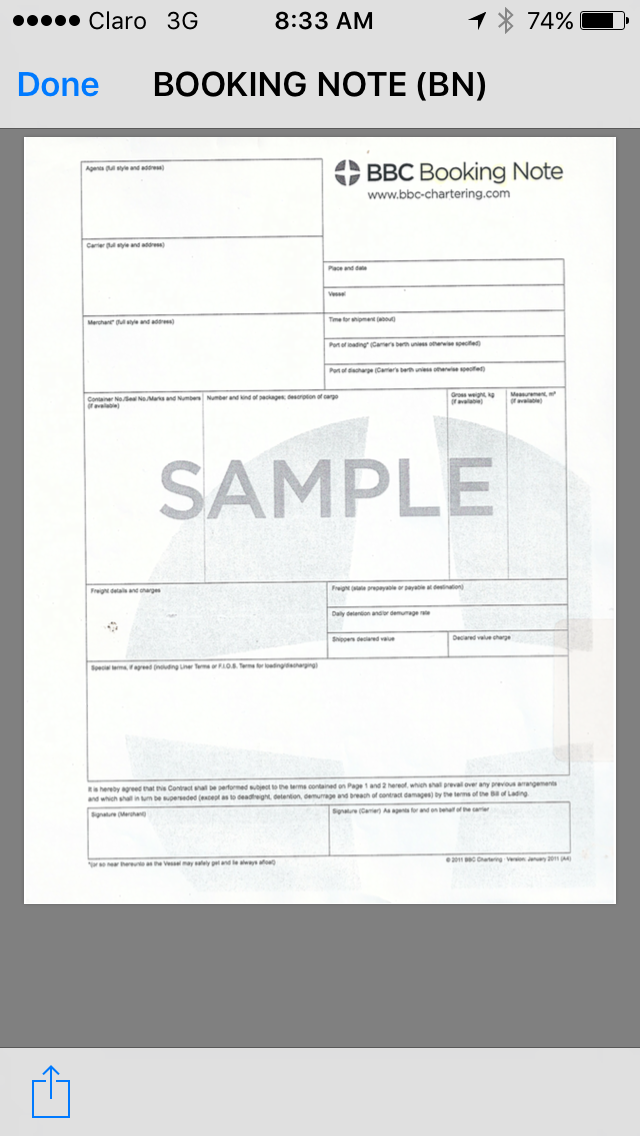 Claro 3G 8:33 AM 74%
Done BOOKING NOTE (BN)
Agents (full style and address)
BBC Booking Note
www.bbc-chartering.com
Carrier (full style and address)
Place and date
Vessel
Merchant* (full style and address)
Time for shipment (about)
Port of loading* (Carrier's berth unless otherwise specified)
Port of discharge (Carrier's berth unless otherwise specified)
Container No./Seal No./Marks and Numbers
(if available)
Number and kind of packages; description of cargo
Gross weight, kg
(if available)
Measurement, m³
(if available)
SAMPLE
Freight details and charges
Freight (state prepayable or payable at destination)
Daily detention and/or demurrage rate
Shippers declared value
Declared value charge
Special terms, if agreed (including Liner Terms or F.I.O.S. Terms for loading/discharging)
It is hereby agreed that this Contract shall be performed subject to the terms contained on Page 1 and 2 hereof, which shall prevail over any previous arrangements
and which shall in turn be superseded (except as to deadfreight, detention, demurrage and breach of contract damages) by the terms of the Bill of Lading.
Signature (Merchant)
Signature (Carrier) As agents for and on behalf of the carrier
*(or so near thereunto as the Vessel may safely get and lie always afloat)
© 2011 BBC Chartering · Version: January 2011 (A4)